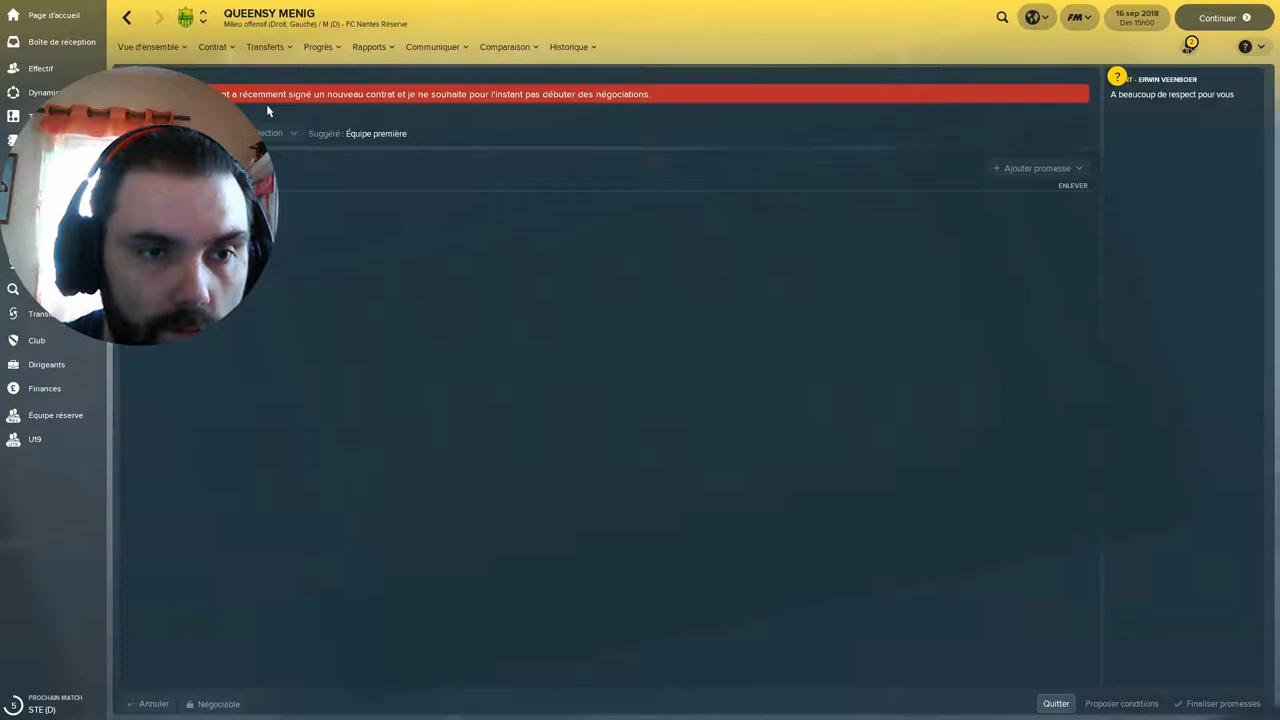 Page d'accueil
QUEENSY MENIG
Milieu offensif (Droit, Gauche) / M (D) - FC Nantes Réserve
16 sep 2018
Dim 15h00
FM
Continuer
Boîte de réception
Vue d'ensemble
Contrat
Transferts
Progrès
Rapports
Communiquer
Comparaison
Historique
2
?
Effectif
a récemment signé un nouveau contrat et je ne souhaite pour l'instant pas débuter des négociations.
?
- ERWIN VEENBOER
A beaucoup de respect pour vous
Suggéré : Équipe première
+ Ajouter promesse
ENLEVER
Club
Dirigeants
Finances
Équipe réserve
U19
5
PROCHAIN MATCH
STE (D)
Annuler
Négociable
Quitter
Proposer conditions
Finaliser promesses